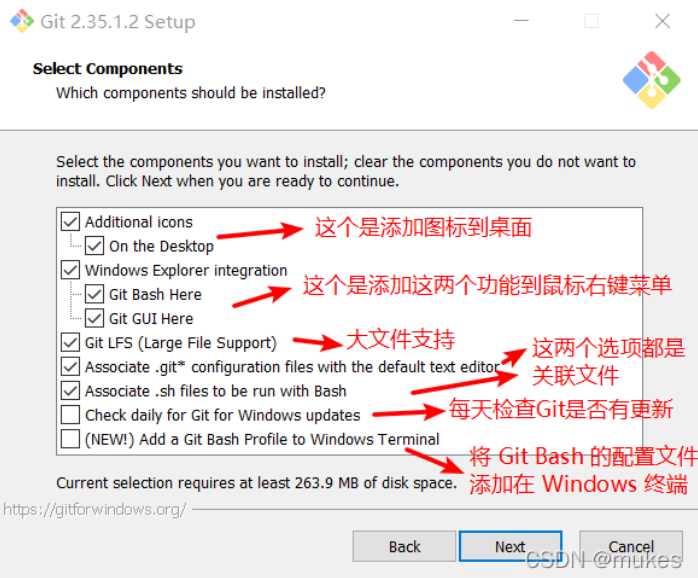 Git 2.35.1.2 Setup
Select Components
Which components should be installed?
Select the components you want to install; clear the components you do not want to
install. Click Next when you are ready to continue.
Additional icons
这个是添加图标到桌面
On the Desktop
Windows Explorer integration
这个是添加这两个功能到鼠标右键菜单
Git Bash Here
Git GUI Here
Git LFS (Large File Support)
大文件支持
Associate .git* configuration files with the default text editor
这两个选项都是
关联文件
Associate .sh files to be run with Bash
Check daily for Git for Windows updates
每天检查Git是否有更新
(NEW!) Add a Git Bash Profile to Windows Terminal
将 Git Bash 的配置文件
添加在 Windows 终端
Current selection requires at least 263.9 MB of disk space.
https://gitforwindows.org/
Back
Next
Cancel
CSDN @mukes